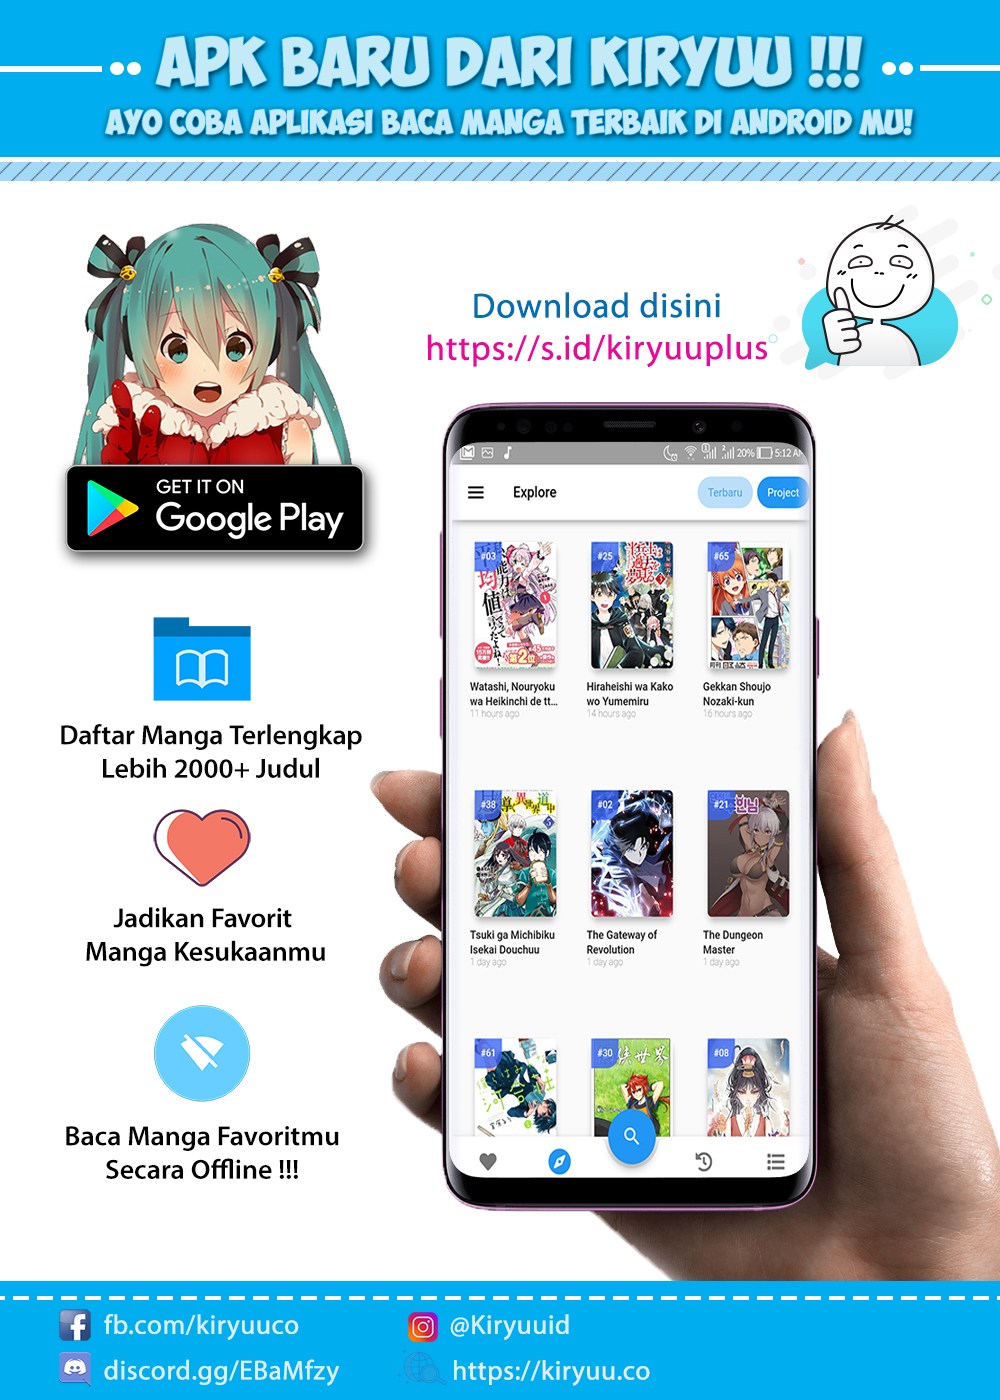 APK BARU DARI KIRYUU !!!
AYO COBA APLIKASI BACA MANGA TERBAIK DI ANDROID MU!
Download disini
https://s.id/kiryuuplus
GET IT ON
Google Play
20% 5:12 AM
Explore
Terbaru
Project
#03
#25
#65
Watashi, Nouryoku
wa Heikinchi de tt...
11 hours ago
Hiraheishi wa Kako
wo Yumemiru
14 hours ago
Gekkan Shoujo
Nozaki-kun
16 hours ago
#38
#02
#21
Tsuki ga Michibiku
Isekai Douchuu
1 day ago
The Gateway of
Revolution
1 day ago
The Dungeon
Master
1 day ago
#61
#30
#08
Daftar Manga Terlengkap
Lebih 2000+ Judul
Jadikan Favorit
Manga Kesukaanmu
Baca Manga Favoritmu
Secara Offline !!!
fb.com/kiryuuco
@Kiryuuid
discord.gg/EBaMfzy
https://kiryuu.co